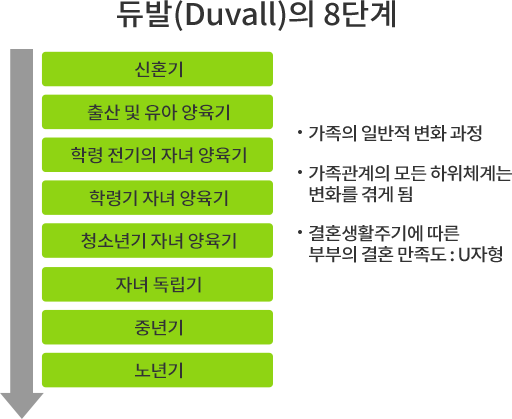 듀발(Duvall)의 8단계
신혼기
출산 및 유아 양육기
학령 전기의 자녀 양육기
학령기 자녀 양육기
청소년기 자녀 양육기
자녀 독립기
중년기
노년기
• 가족의 일반적 변화 과정
• 가족관계의 모든 하위체계는
변화를 겪게 됨
• 결혼생활주기에 따른
부부의 결혼 만족도 : U자형